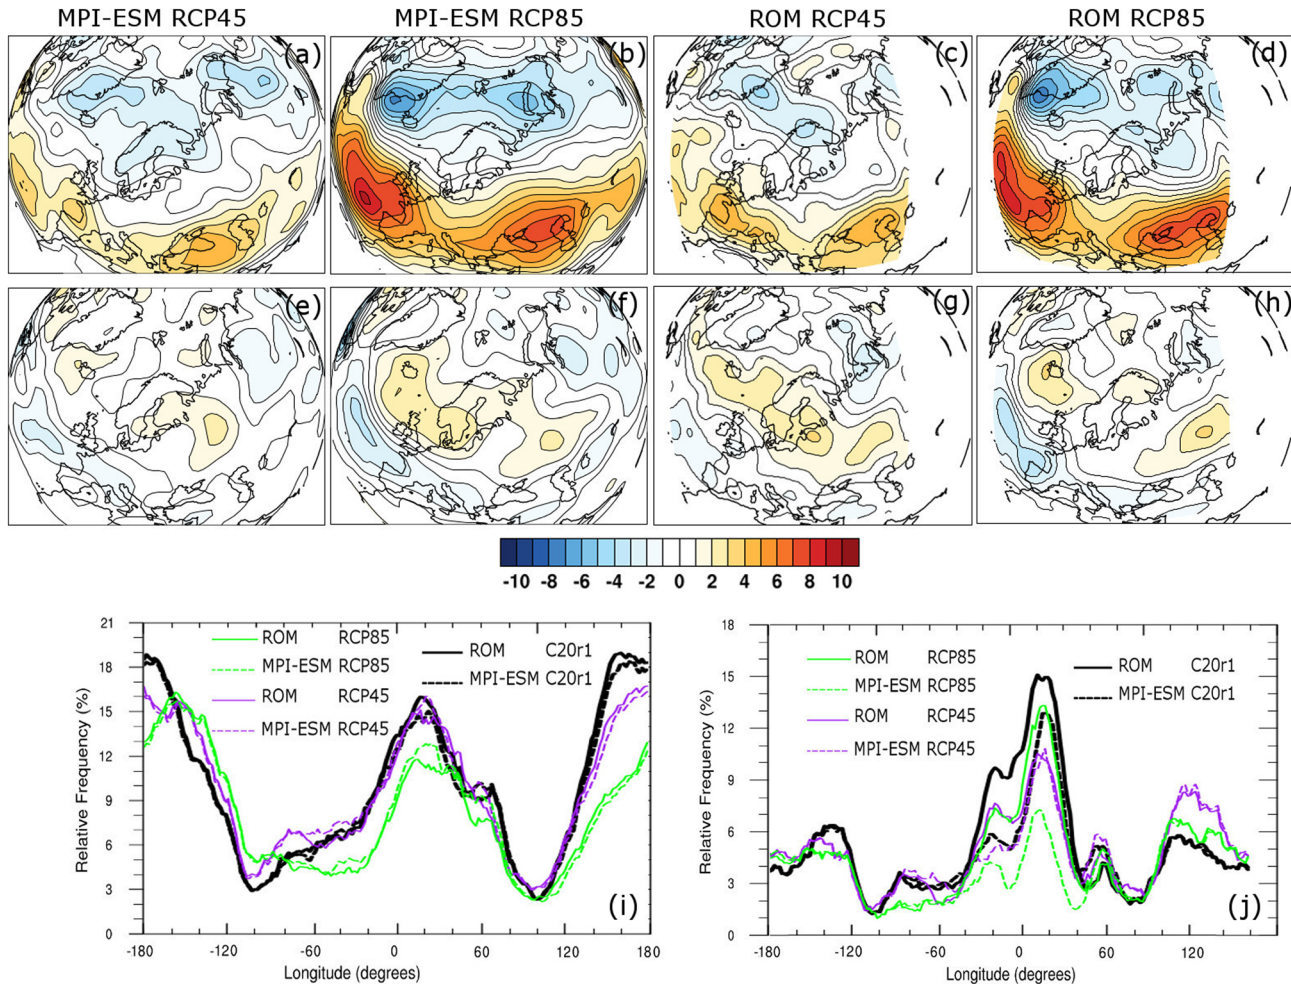 MPI-ESM RCP45 MPI-ESM RCP85 ROM RCP45 ROM RCP85
(a) (b) (c) (d)
(e) (f) (g) (h)
-10 -8 -6 -4 -2 0 2 4 6 8 10
21
18
15
12
9
6
3
0
Relative Frequency (%)
ROM RCP85
MPI-ESM RCP85
ROM RCP45
MPI-ESM RCP45
ROM C20r1
MPI-ESM C20r1
(i)
-180 -120 -60 0 60 120 180
Longitude (degrees)
18
15
12
9
6
3
0
Relative Frequency (%)
ROM RCP85
MPI-ESM RCP85
ROM RCP45
MPI-ESM RCP45
ROM C20r1
MPI-ESM C20r1
(j)
-180 -120 -60 0 60 120
Longitude (degrees)